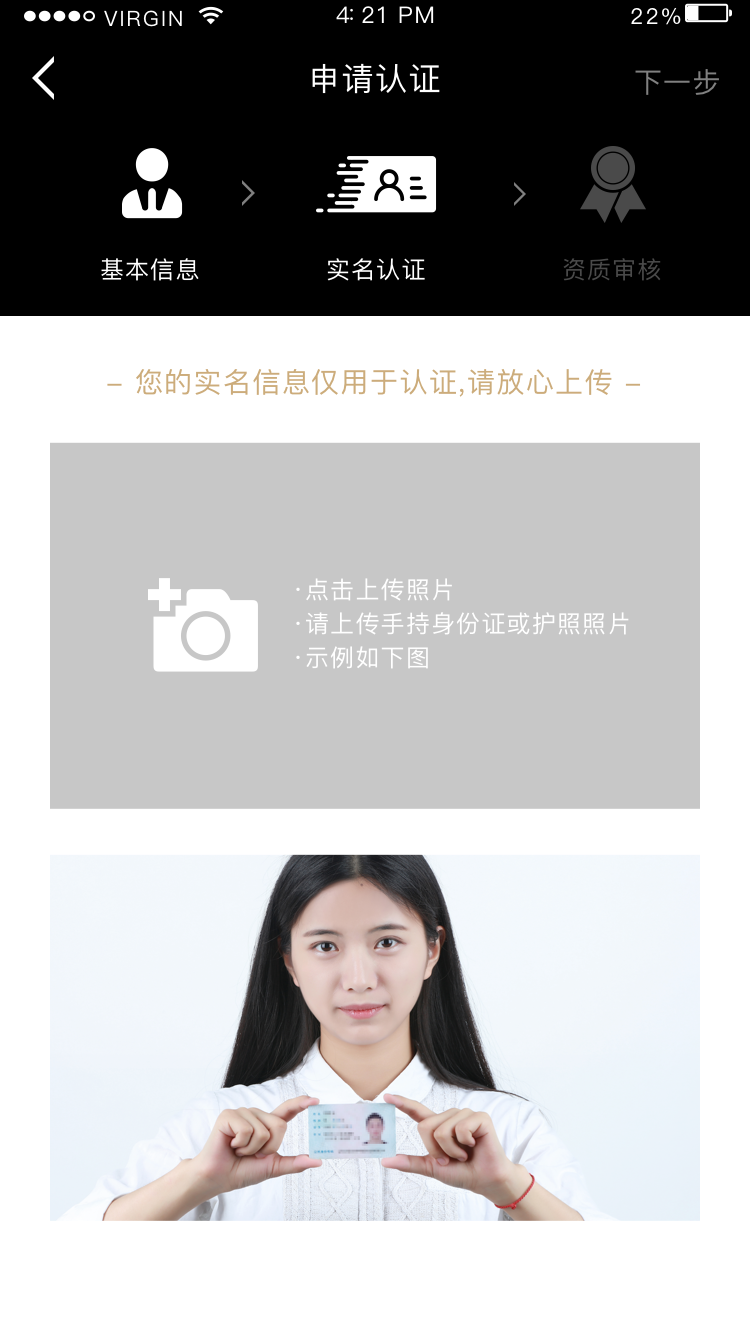 VIRGIN 4:21 PM 22%
申请认证 下一步
基本信息 实名认证 资质审核
– 您的实名信息仅用于认证,请放心上传 –
·点击上传照片
·请上传手持身份证或护照照片
·示例如下图